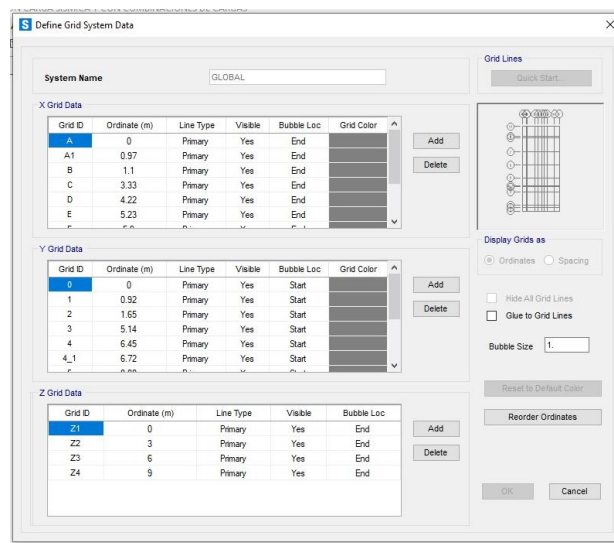 EN CARGA SISMICA Y CON COMBINACIONES DE CARGAS
S Define Grid System Data
Grid Lines
System Name GLOBAL Quick Start...
X Grid Data
Grid ID Ordinate (m) Line Type Visible Bubble Loc Grid Color
A 0 Primary Yes End Add
A1 0.97 Primary Yes End
B 1.1 Primary Yes End Delete
C 3.33 Primary Yes End
D 4.22 Primary Yes End
E 5.23 Primary Yes End
Display Grids as
Ordinates Spacing
Y Grid Data
Grid ID Ordinate (m) Line Type Visible Bubble Loc Grid Color
0 0 Primary Yes Start Add
1 0.92 Primary Yes Start Hide All Grid Lines
2 1.65 Primary Yes Start Delete Glue to Grid Lines
3 5.14 Primary Yes Start
4 6.45 Primary Yes Start Bubble Size 1.
4_1 6.72 Primary Yes Start
Z Grid Data Reset to Default Color
Grid ID Ordinate (m) Line Type Visible Bubble Loc
Z1 0 Primary Yes End Add Reorder Ordinates
Z2 3 Primary Yes End
Z3 6 Primary Yes End Delete
Z4 9 Primary Yes End
OK Cancel